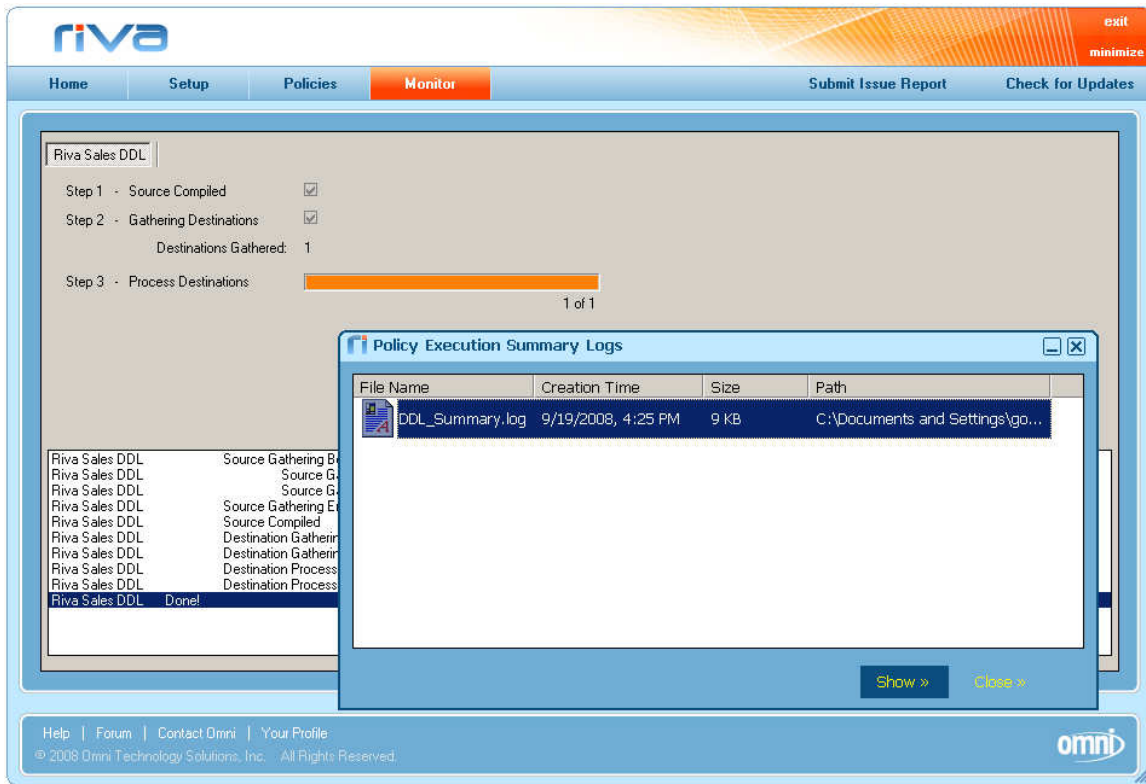 riva
exit
minimize
Home Setup Policies Monitor Submit Issue Report Check for Updates
Riva Sales DDL
Step 1 - Source Compiled
Step 2 - Gathering Destinations
Destinations Gathered: 1
Step 3 - Process Destinations
1 of 1
Policy Execution Summary Logs
File Name Creation Time Size Path
DDL_Summary.log 9/19/2008, 4:25 PM 9 KB C:\Documents and Settings\go...
Riva Sales DDL Source Gathering
Riva Sales DDL Source
Riva Sales DDL Source
Riva Sales DDL Source Gathering
Riva Sales DDL Source Compiled
Riva Sales DDL Destination
Riva Sales DDL Destination
Riva Sales DDL Destination Process
Riva Sales DDL Destination Process
Riva Sales DDL Done!
Show »
Close »
Help | Forum | Contact Omni | Your Profile
© 2008 Omni Technology Solutions, Inc. All Rights Reserved.
omni